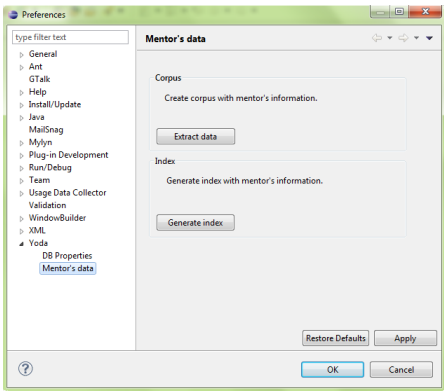 Preferences
type filter text
General
Ant
GTalk
Help
Install/Update
Java
MailSnag
Mylyn
Plug-in Development
Run/Debug
Team
Usage Data Collector
Validation
WindowBuilder
XML
Yoda
DB Properties
Mentor's data
Mentor's data
Corpus
Create corpus with mentor's information.
Extract data
Index
Generate index with mentor's information.
Generate index
Restore Defaults
Apply
?
OK
Cancel